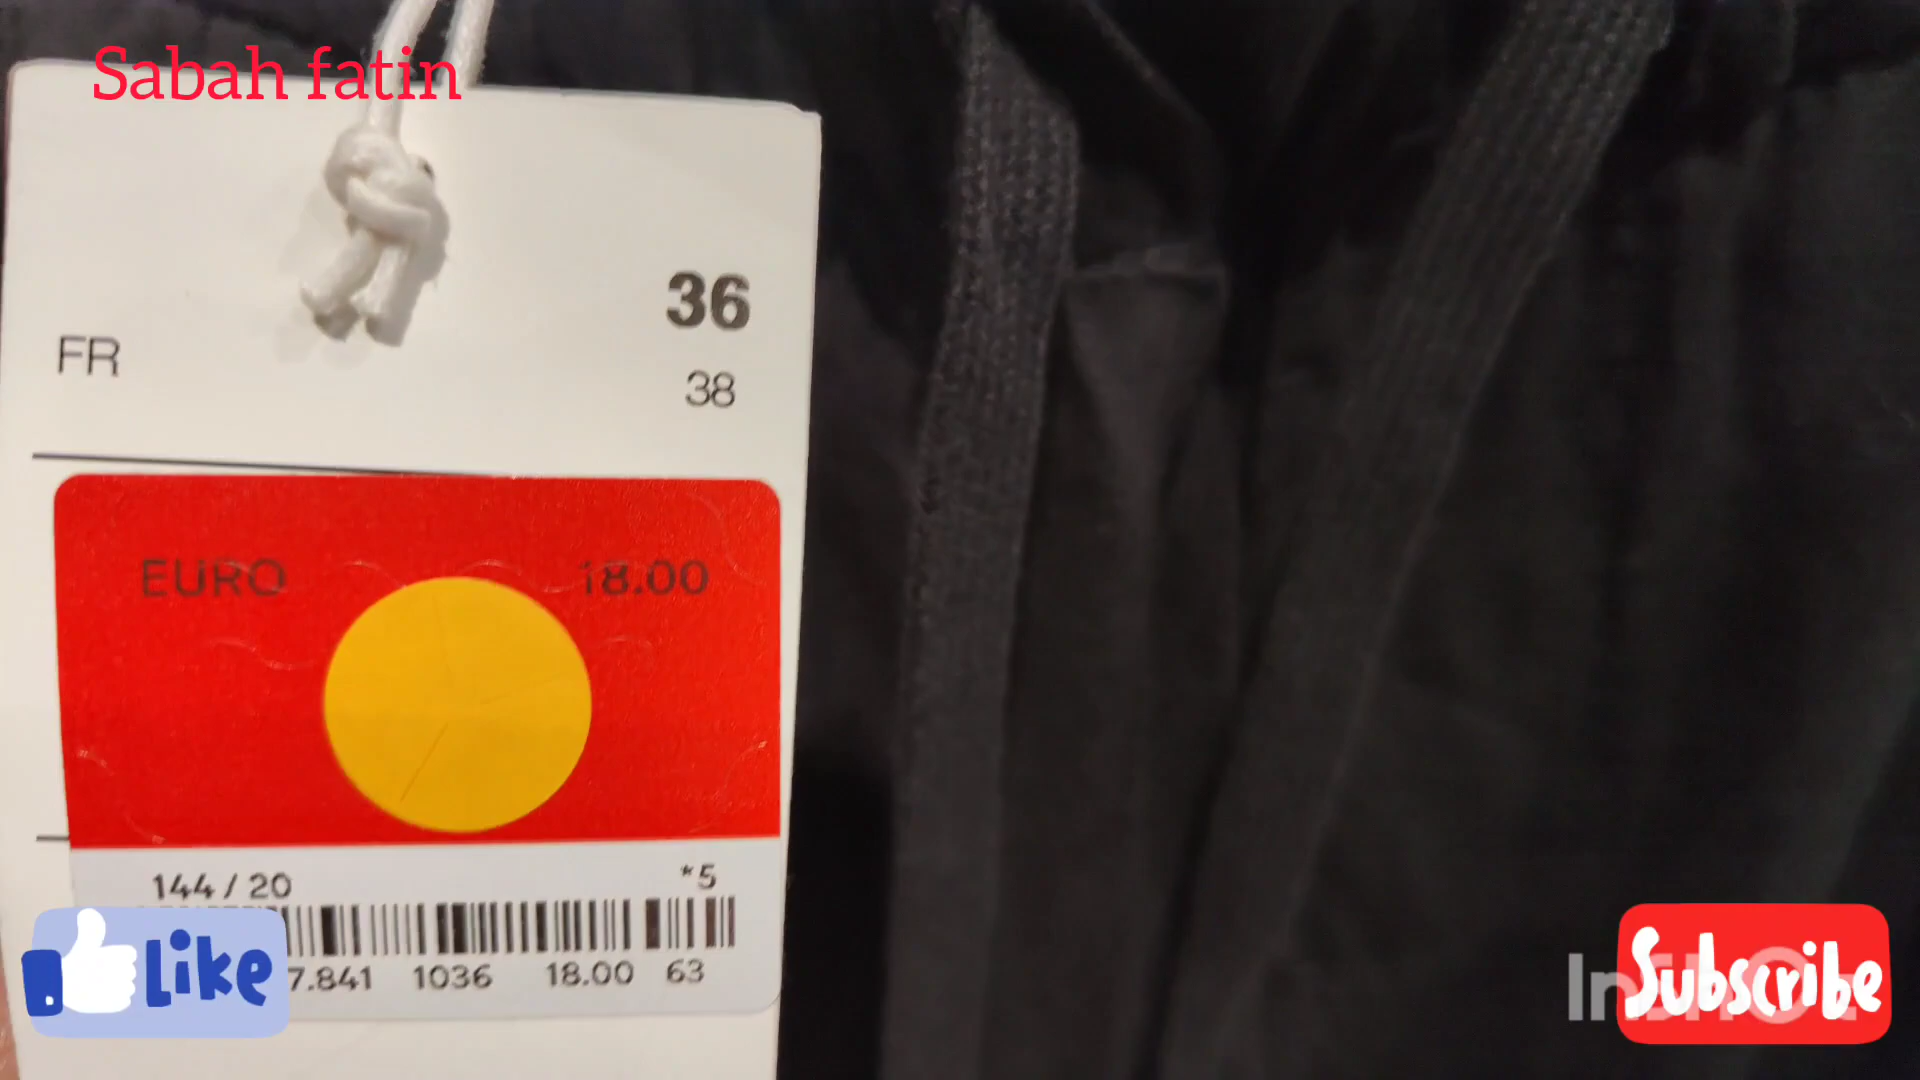 Sabah fatin
36
FR 38
EURO 18.00
144 / 20 *5
7.841 1036 18.00 63
Like
Subscribe